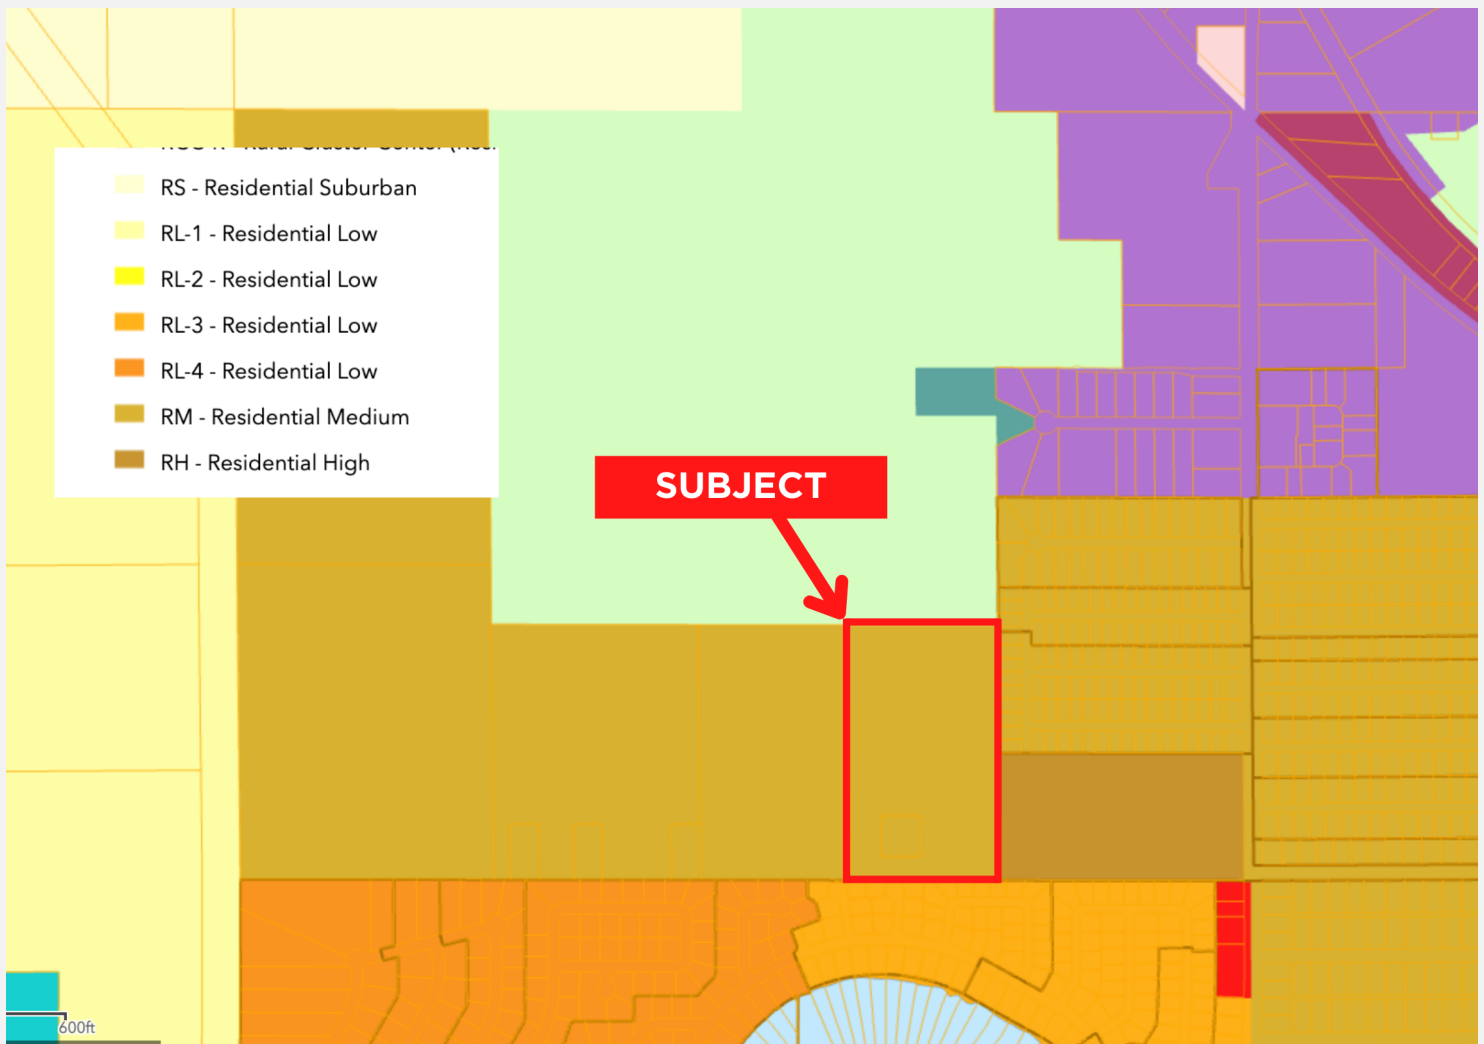 RS - Residential Suburban
RL-1 - Residential Low
RL-2 - Residential Low
RL-3 - Residential Low
RL-4 - Residential Low
RM - Residential Medium
RH - Residential High
SUBJECT
600ft